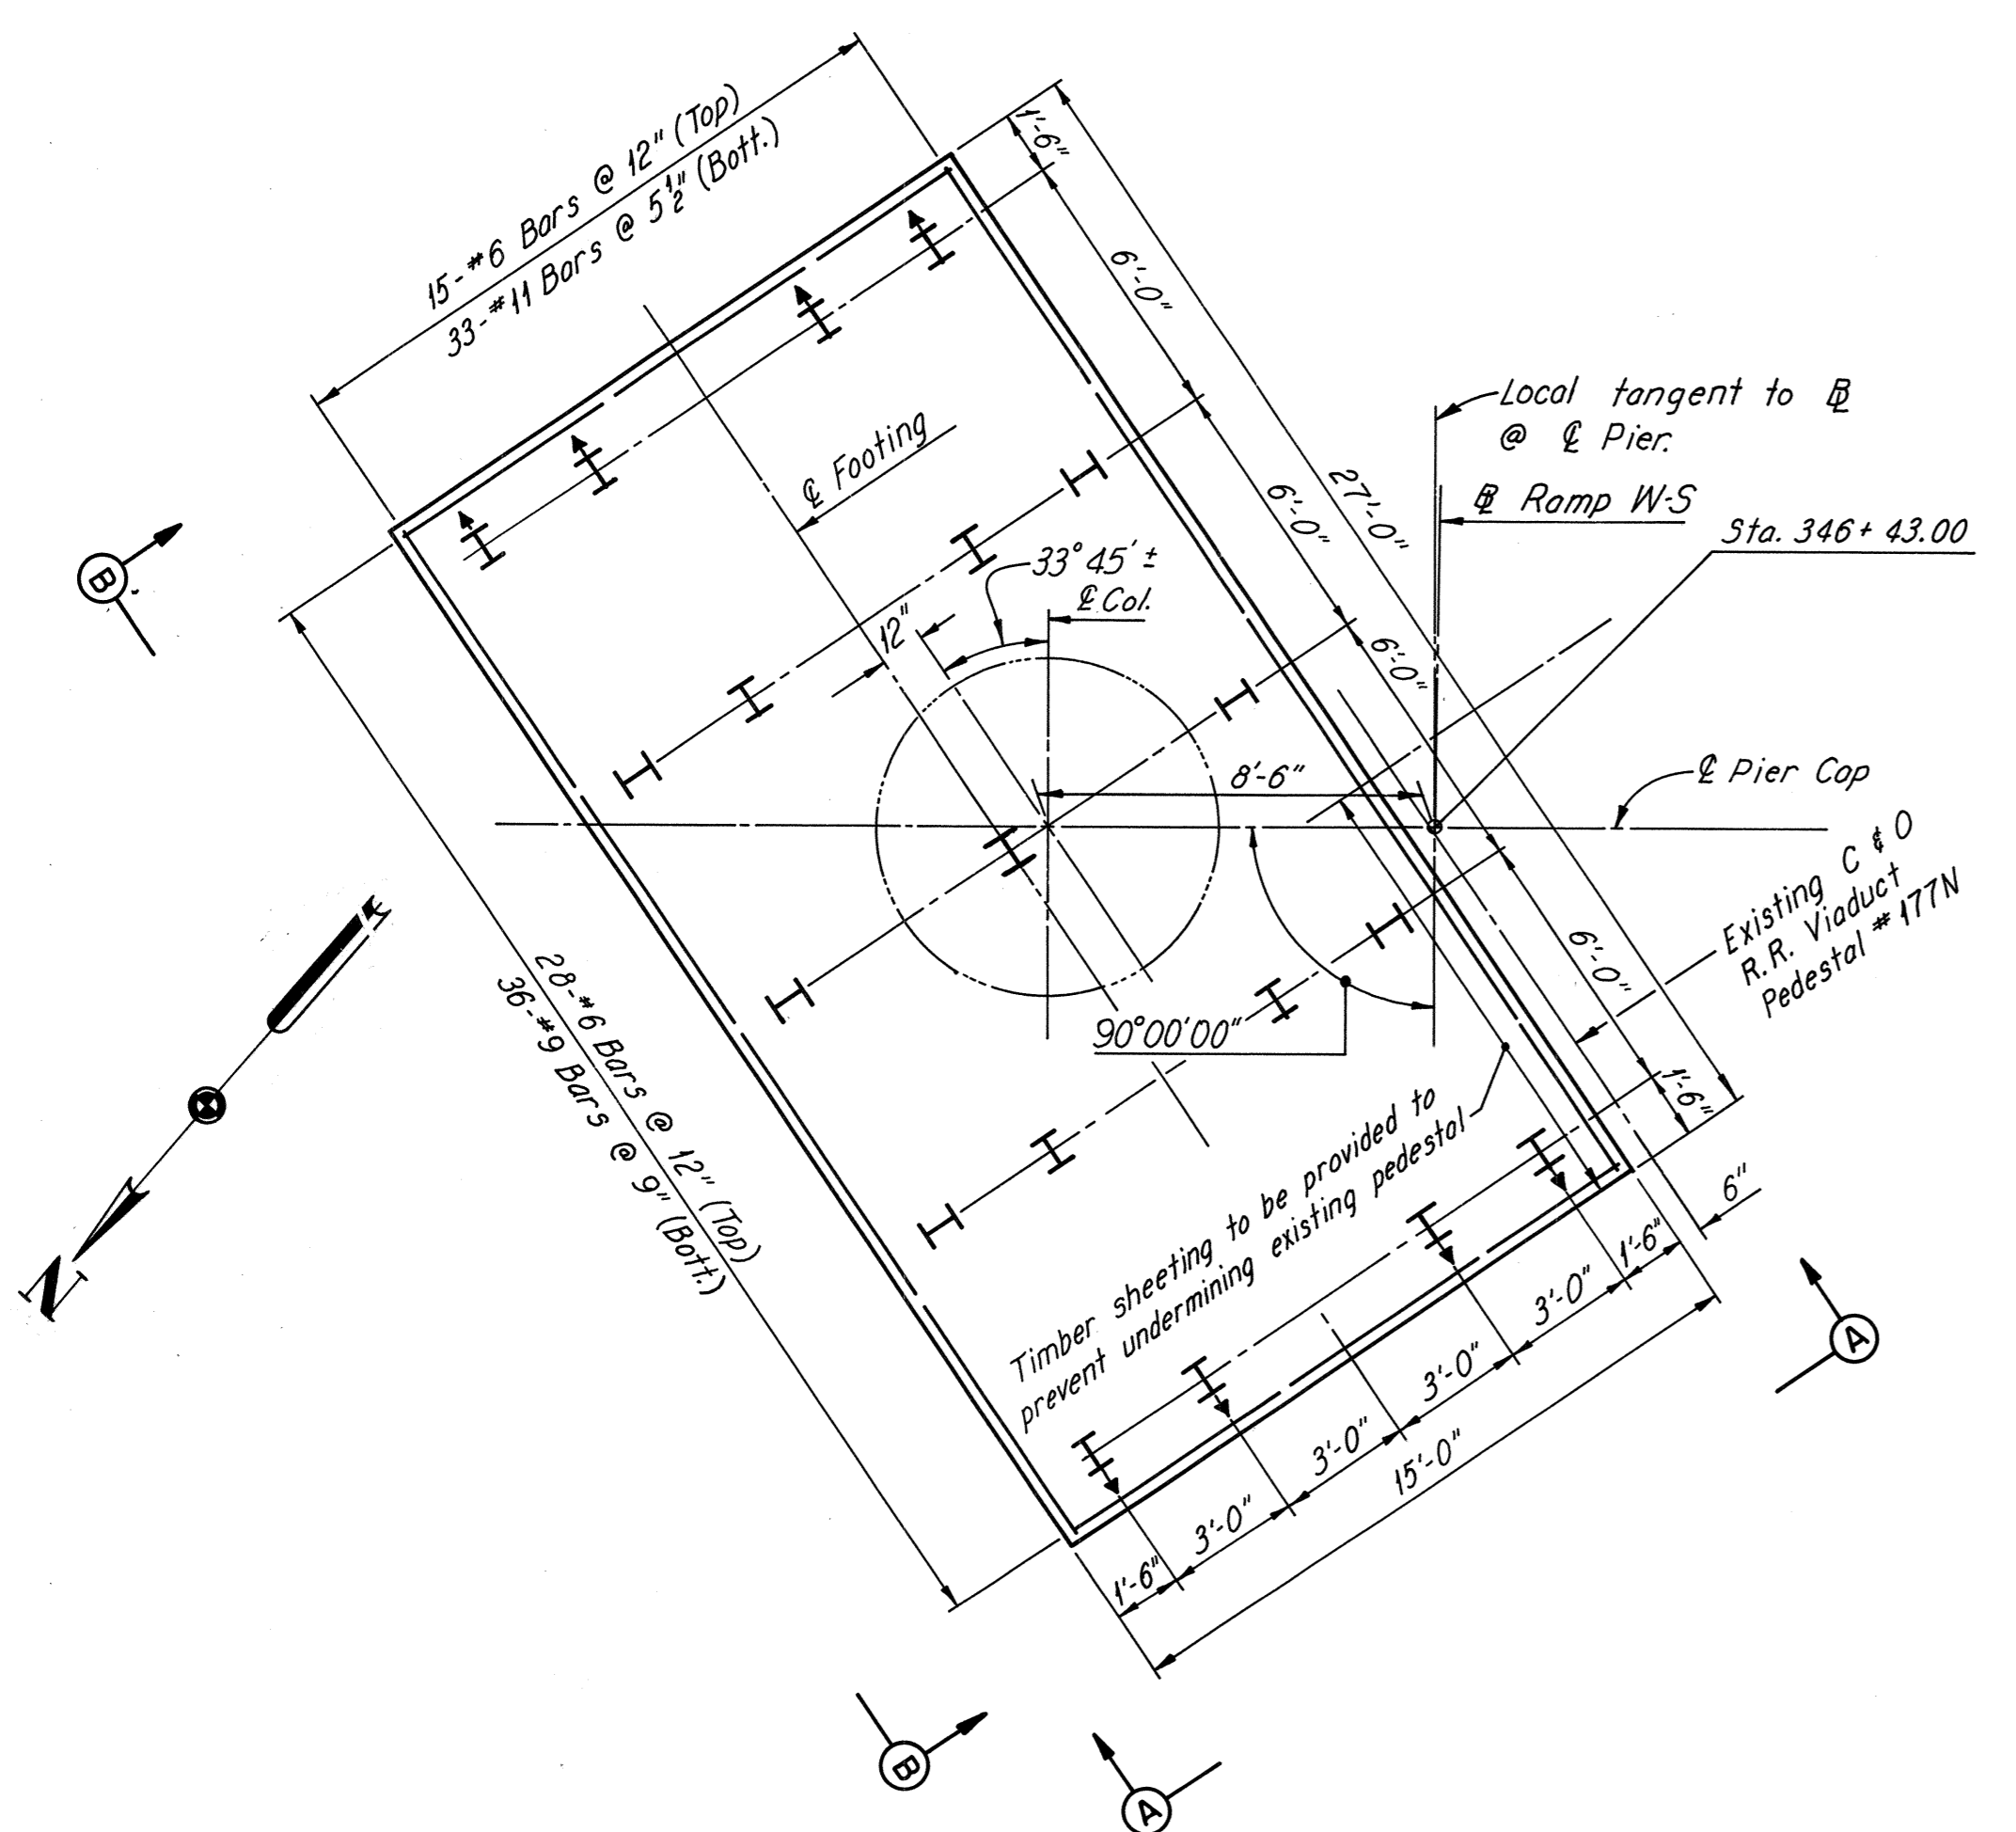 15-#6 Bars @ 12" (Top)
33-#11 Bars @ 5½" (Bott.)
1'-6"
6'-0"
6'-0"
27'-0"
6'-0"
6'-0"
1'-6"
℄ Footing
Local tangent to BL
@ ℄ Pier.
BL Ramp W-S
Sta. 346+43.00
33° 45' ±
℄ Col.
12"
8'-6"
℄ Pier Cap
Existing C & O
R.R. Viaduct
Pedestal #177N
90°00'00"
28-#6 Bars @ 12" (Top)
36-#9 Bars @ 9" (Bott.)
Timber sheeting to be provided to
prevent undermining existing pedestal
6"
1'-6"
3'-0"
3'-0"
3'-0"
3'-0"
1'-6"
15'-0"
N
B
B
A
A